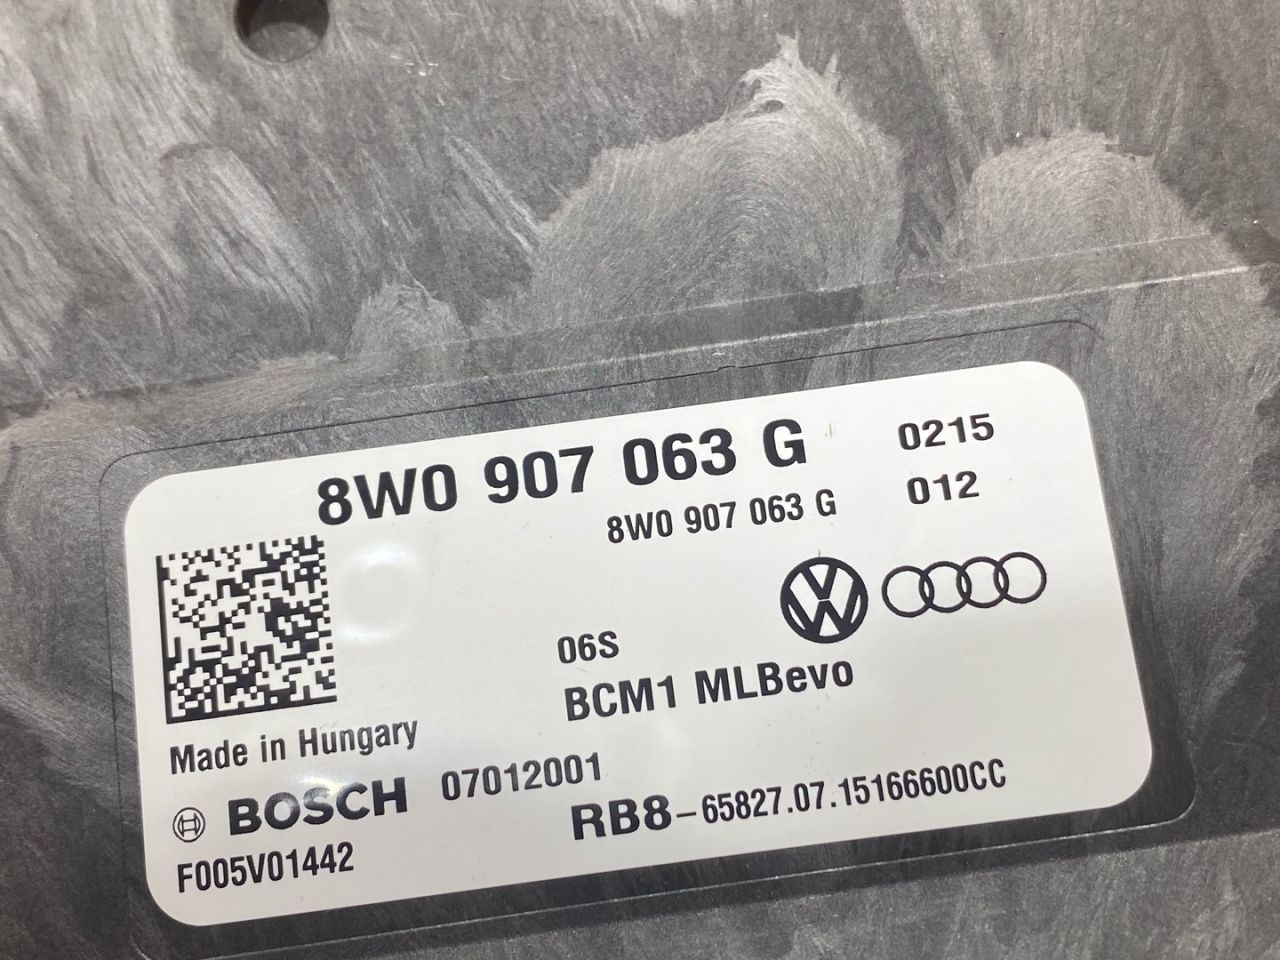 8W0 907 063 G 0215
8W0 907 063 G 012
06S
BCM1 MLBevo
Made in Hungary
BOSCH 07012001
RB8-65827.07.15166600CC
F005V01442